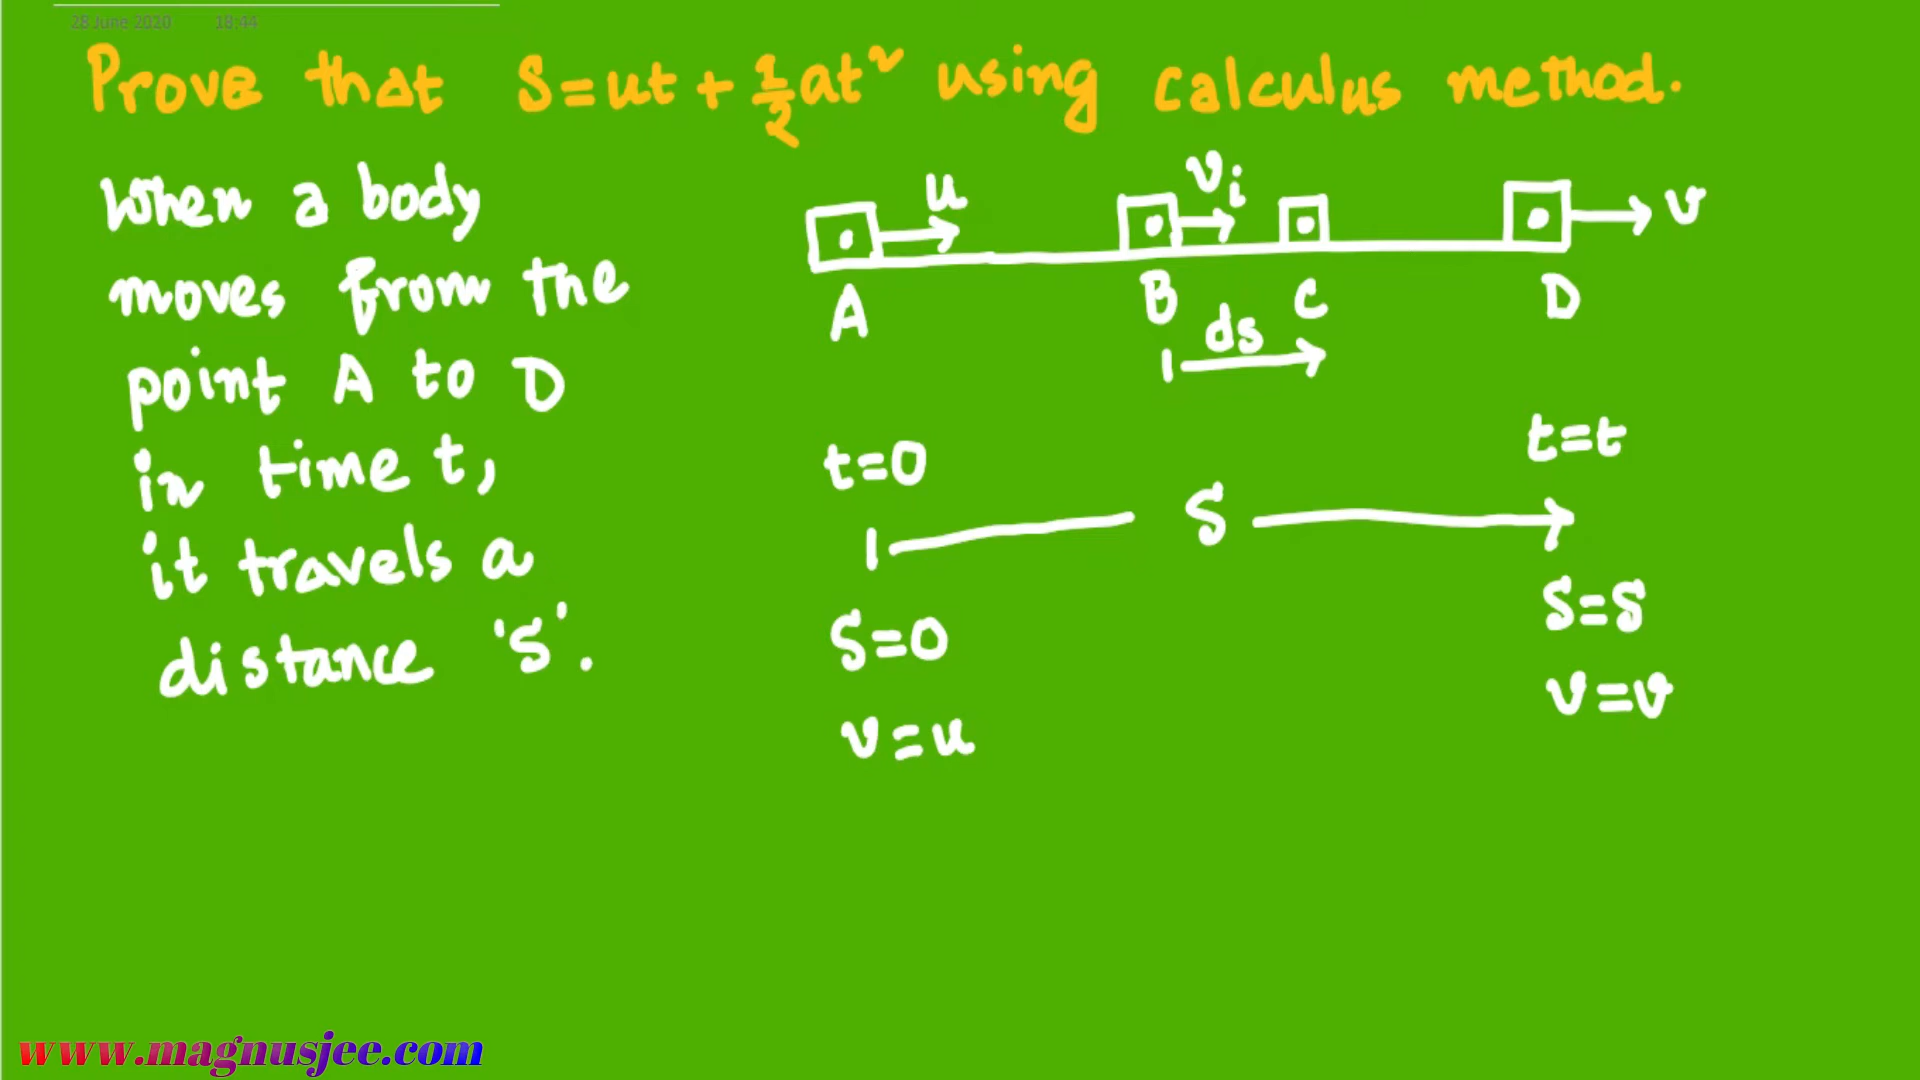 28 June 2020 18:44
Prove that S=ut+½at² using calculus method.
When a body
moves from the
point A to D
in time t,
it travels a
distance 'S'.
u
vᵢ
v
A
B
C
D
ds
t=0
t=t
S
S=0
S=S
v=u
v=v
www.magnusjee.com